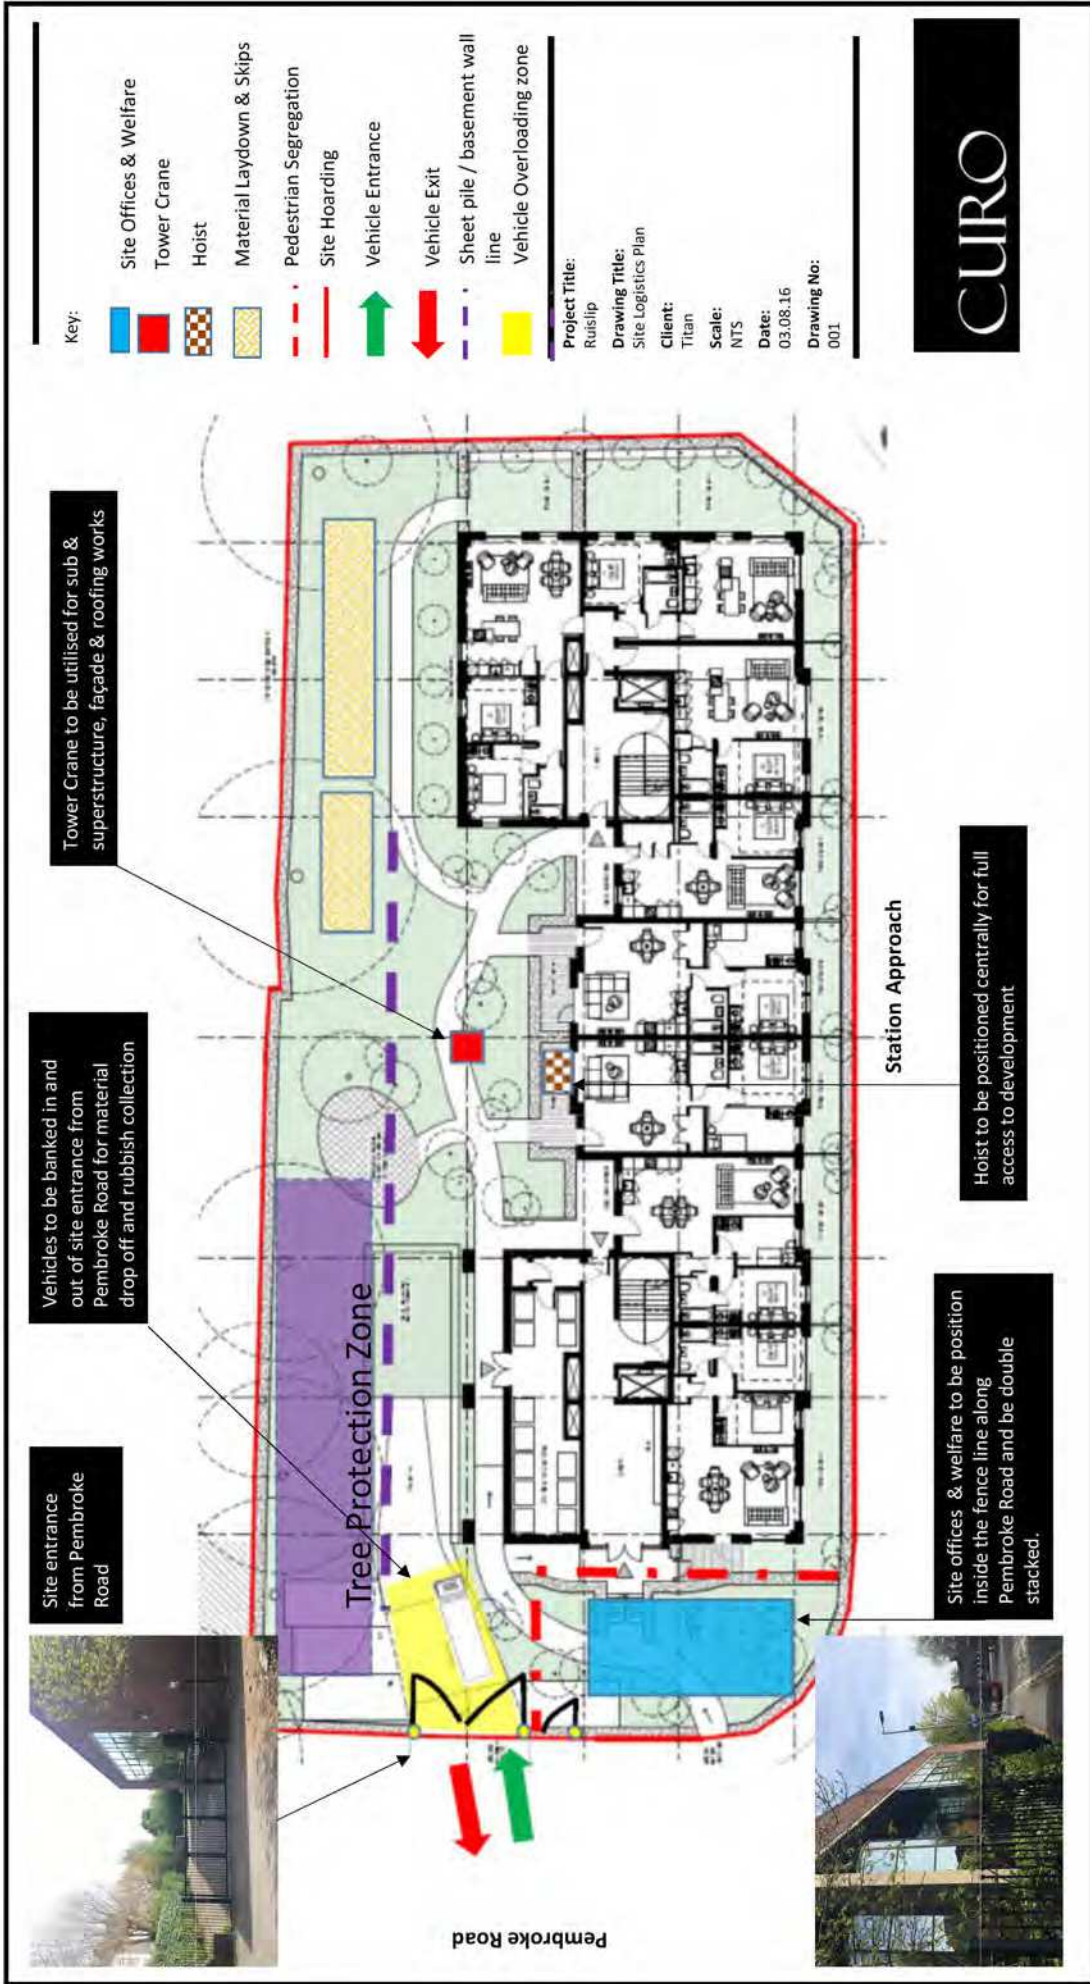 Site entrance
from Pembroke
Road
Vehicles to be banked in and
out of site entrance from
Pembroke Road for material
drop off and rubbish collection
Tower Crane to be utilised for sub &
superstructure, façade & roofing works
Key:
Site Offices & Welfare
Tower Crane
Hoist
Material Laydown & Skips
Pedestrian Segregation
Site Hoarding
Vehicle Entrance
Vehicle Exit
Sheet pile / basement wall
line
Vehicle Overloading zone
Project Title:
Ruislip
Drawing Title:
Site Logistics Plan
Client:
Titan
Scale:
NTS
Date:
03.08.16
Drawing No:
001
CURO
Tree Protection Zone
Pembroke Road
Station Approach
Site offices & welfare to be position
inside the fence line along
Pembroke Road and be double
stacked.
Hoist to be positioned centrally for full
access to development